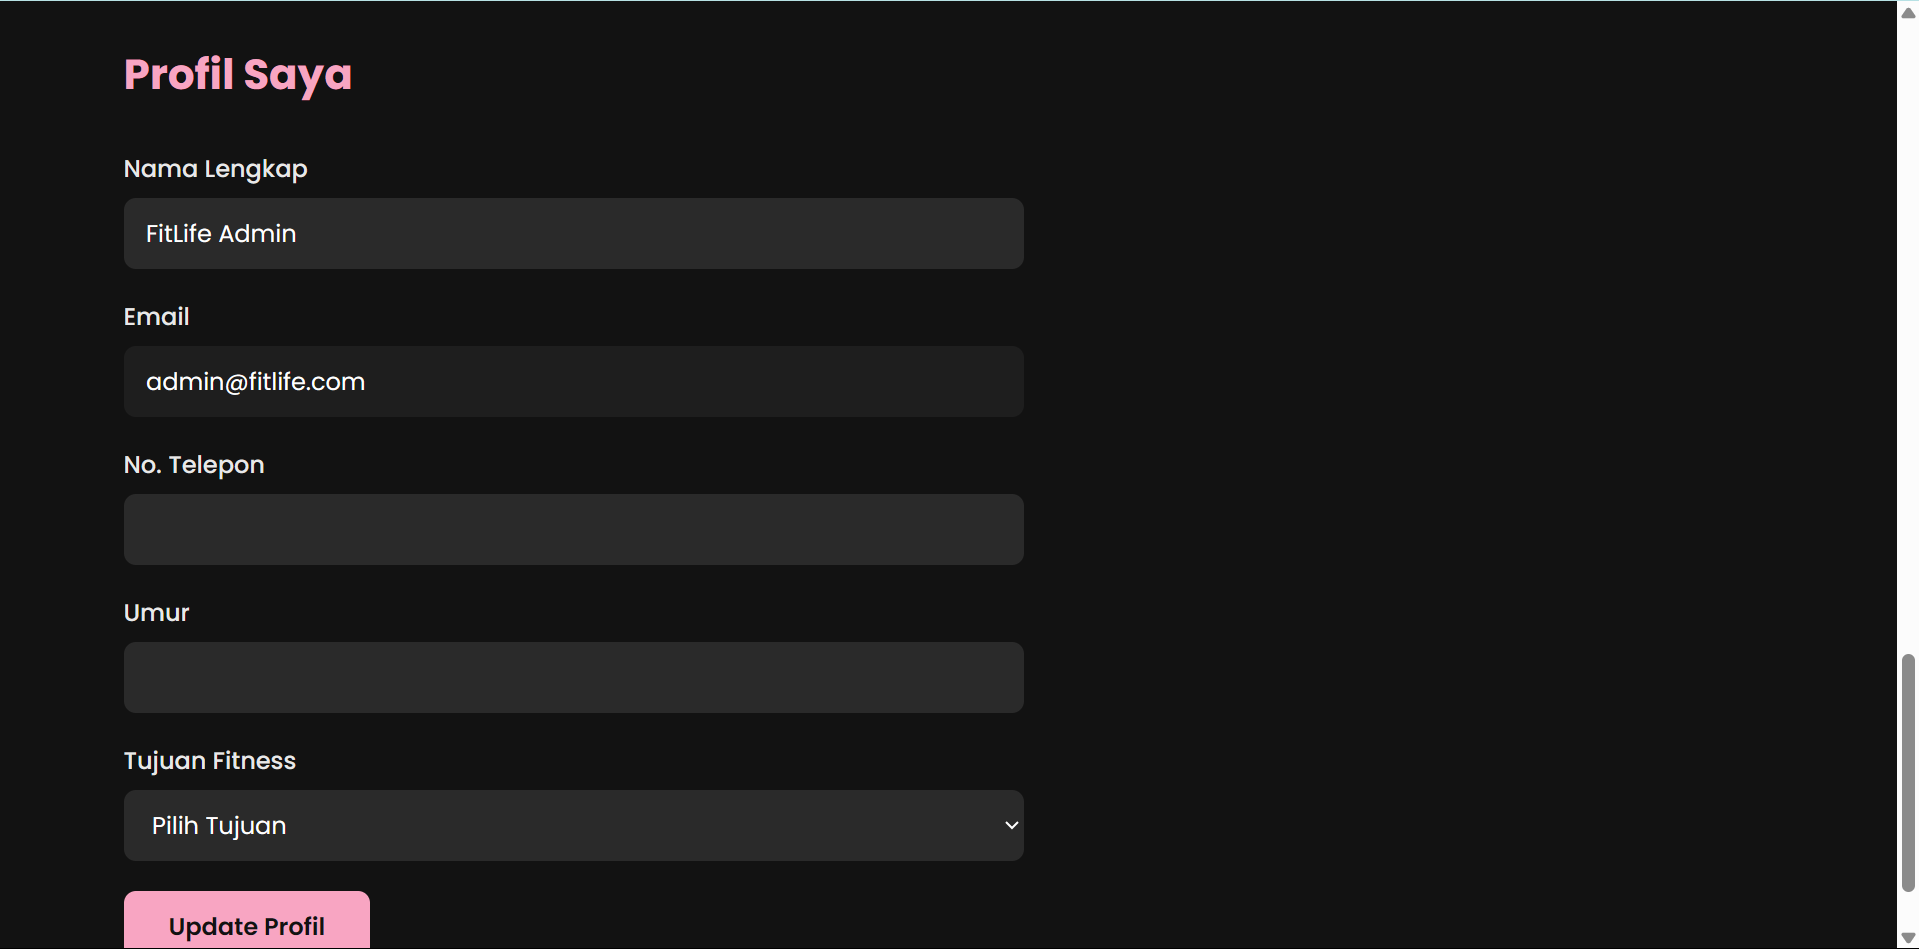 Profil Saya
Nama Lengkap
FitLife Admin
Email
admin@fitlife.com
No. Telepon
Umur
Tujuan Fitness
Pilih Tujuan
Update Profil